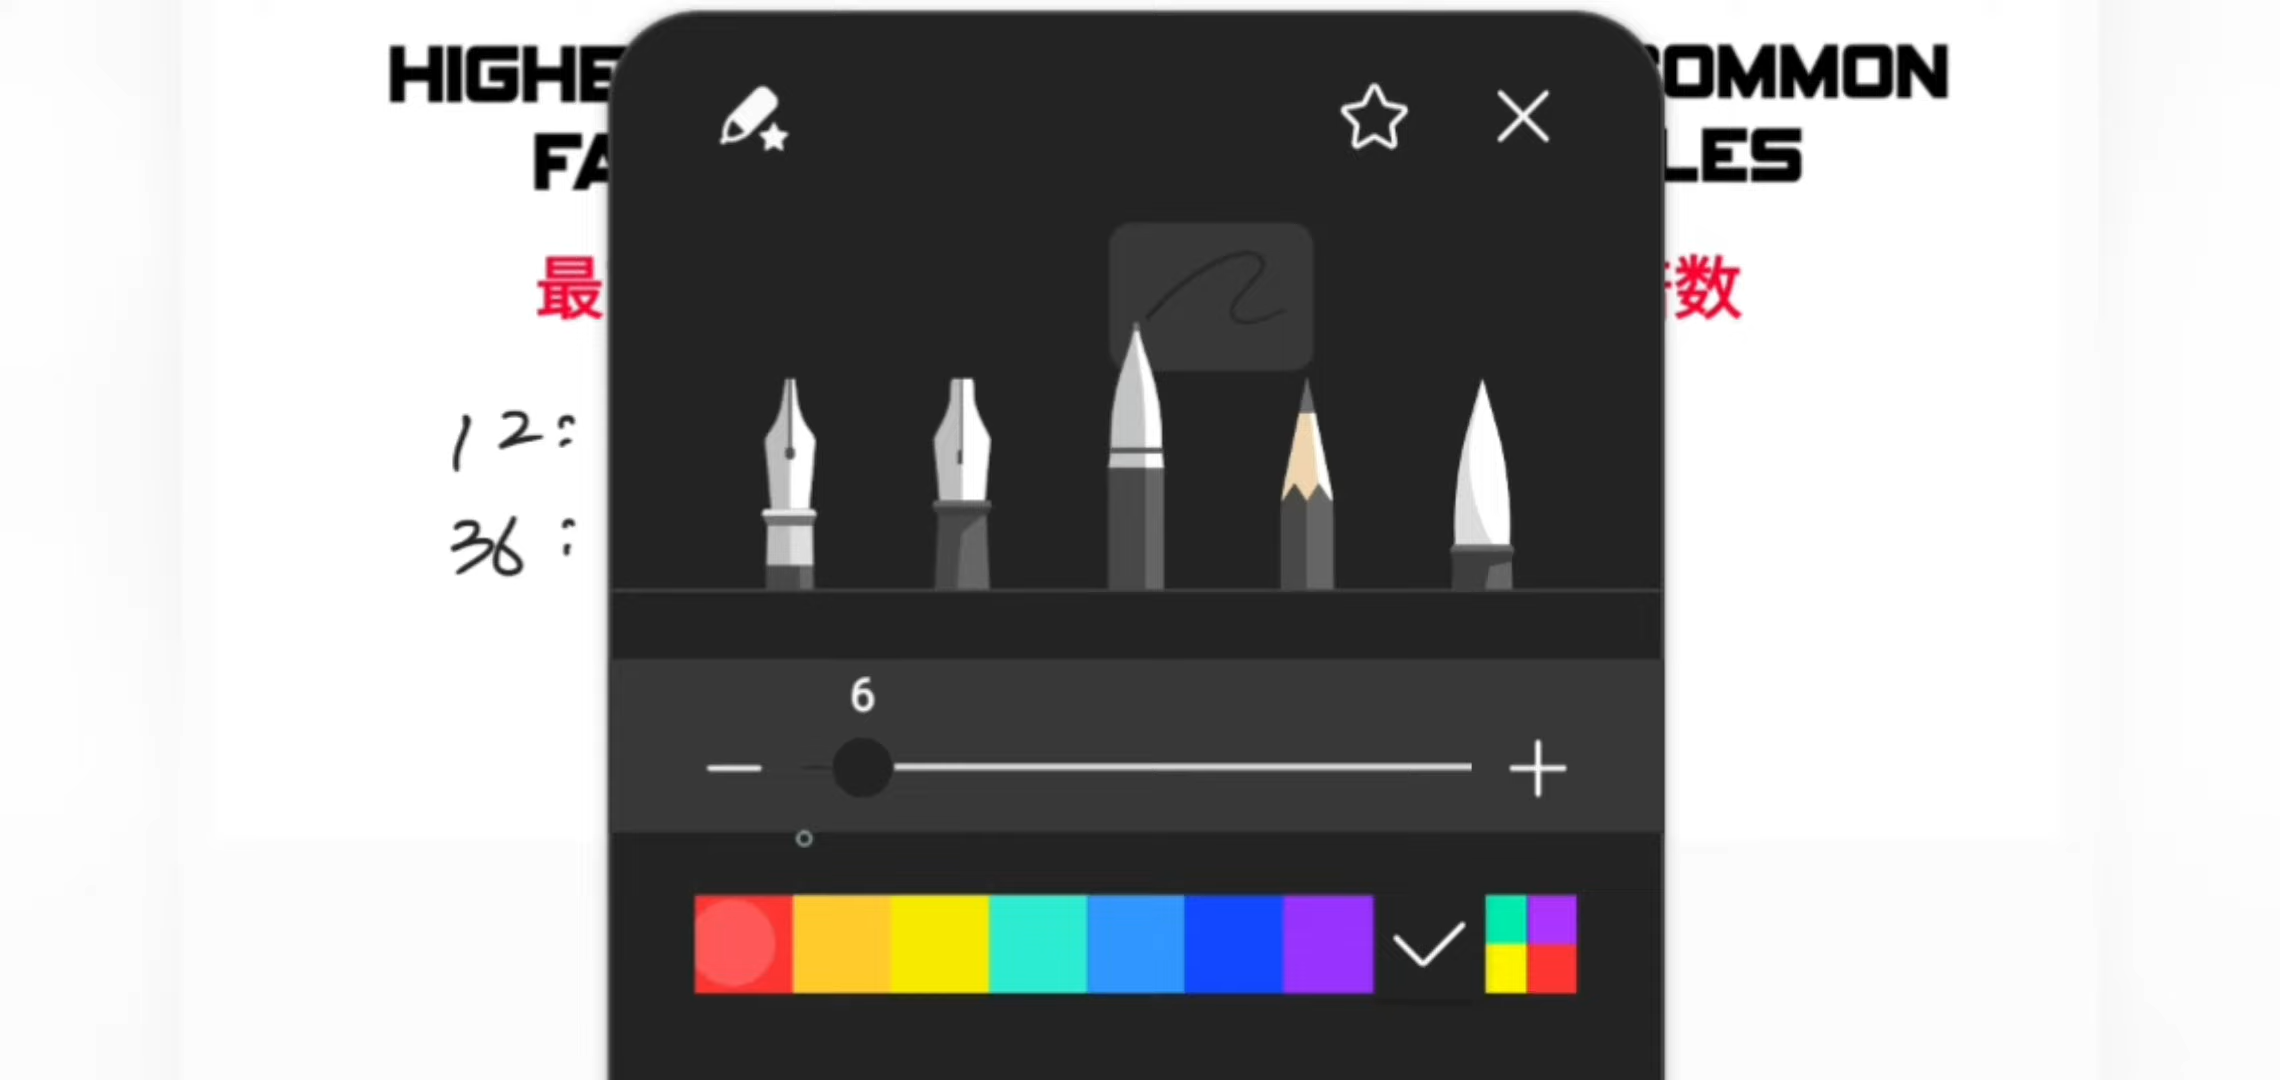 HIGHE OMMON
FA LES
最 数
12:
36:
6